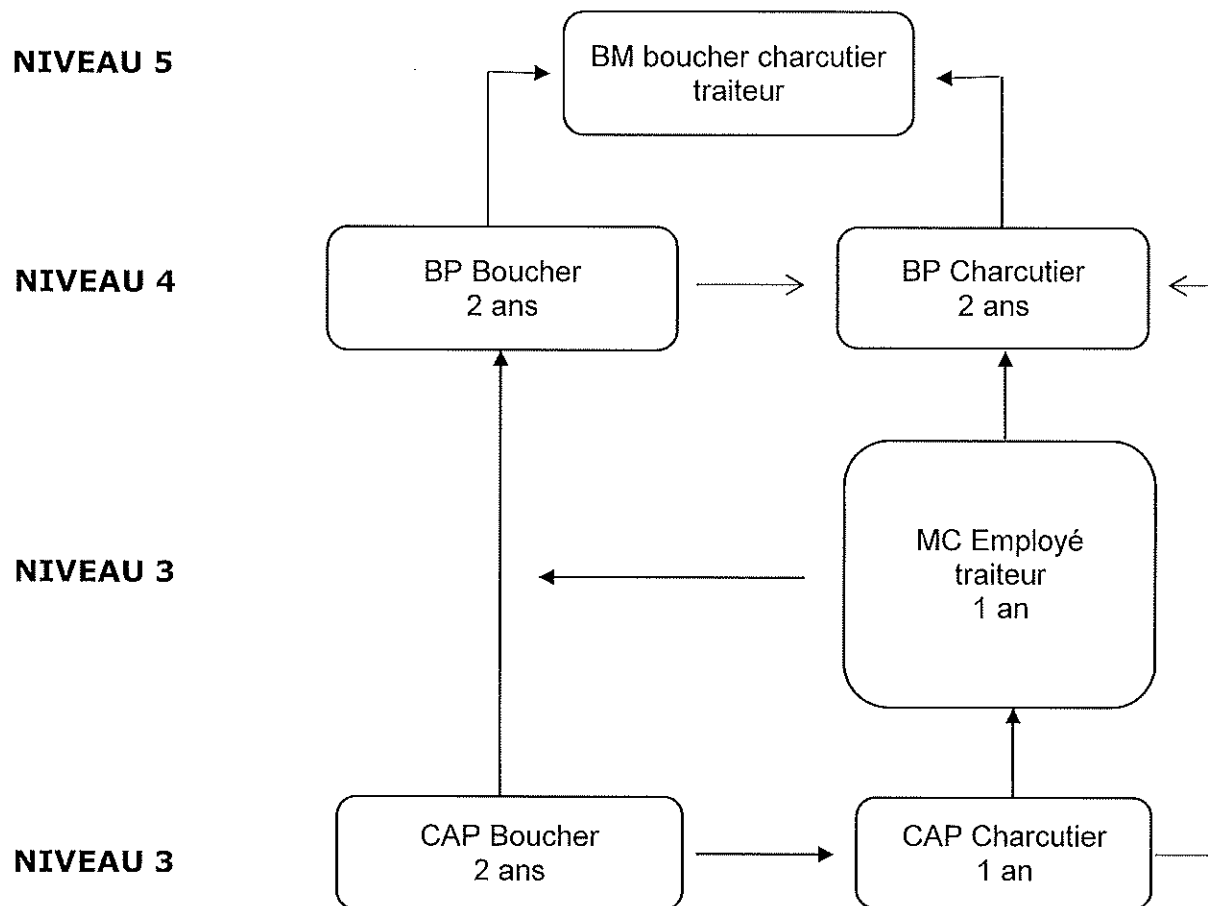 NIVEAU 5
BM boucher charcutier
traiteur
NIVEAU 4
BP Boucher
2 ans
BP Charcutier
2 ans
NIVEAU 3
MC Employé
traiteur
1 an
NIVEAU 3
CAP Boucher
2 ans
CAP Charcutier
1 an